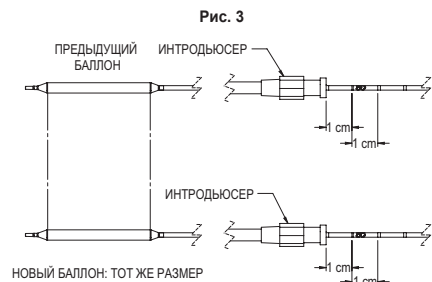 Рис. 3
ПРЕДЫДУЩИЙ
БАЛЛОН
ИНТРОДЬЮСЕР
1 cm
1 cm
ИНТРОДЬЮСЕР
НОВЫЙ БАЛЛОН: ТОТ ЖЕ РАЗМЕР
1 cm
1 cm